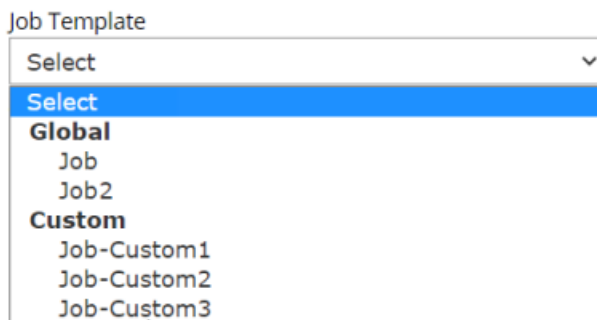 Job Template
Select
Select
Global
Job
Job2
Custom
Job-Custom1
Job-Custom2
Job-Custom3